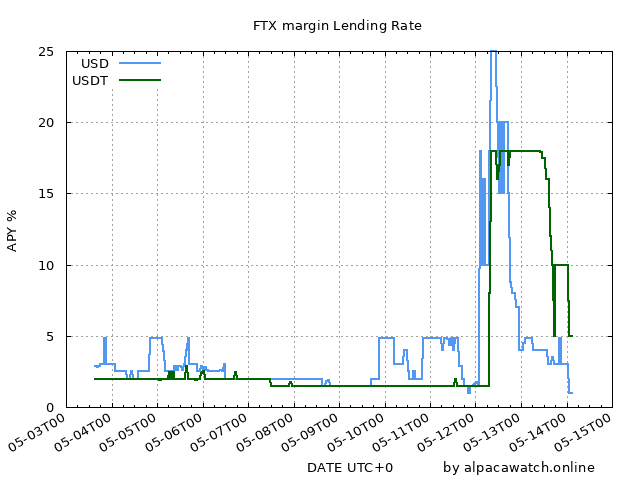 FTX margin Lending Rate
USD
USDT
25
20
15
10
5
0
APY %
05-03T00
05-04T00
05-05T00
05-06T00
05-07T00
05-08T00
05-09T00
05-10T00
05-11T00
05-12T00
05-13T00
05-14T00
05-15T00
DATE UTC+0 by alpacawatch.online